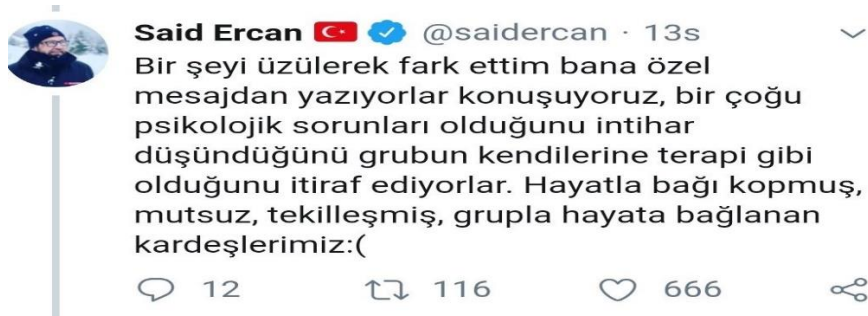 Said Ercan @saidercan · 13s
Bir şeyi üzülerek fark ettim bana özel
mesajdan yazıyorlar konuşuyoruz, bir çoğu
psikolojik sorunları olduğunu intihar
düşündüğünü grubun kendilerine terapi gibi
olduğunu itiraf ediyorlar. Hayatla bağı kopmuş,
mutsuz, tekilleşmiş, grupla hayata bağlanan
kardeşlerimiz:(
12 116 666